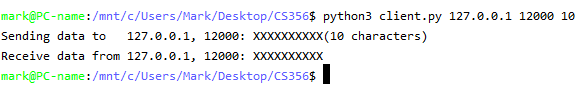 mark@PC-name:/mnt/c/Users/Mark/Desktop/CS356$ python3 client.py 127.0.0.1 12000 10
Sending data to   127.0.0.1, 12000: XXXXXXXXXX(10 characters)
Receive data from 127.0.0.1, 12000: XXXXXXXXXX
mark@PC-name:/mnt/c/Users/Mark/Desktop/CS356$